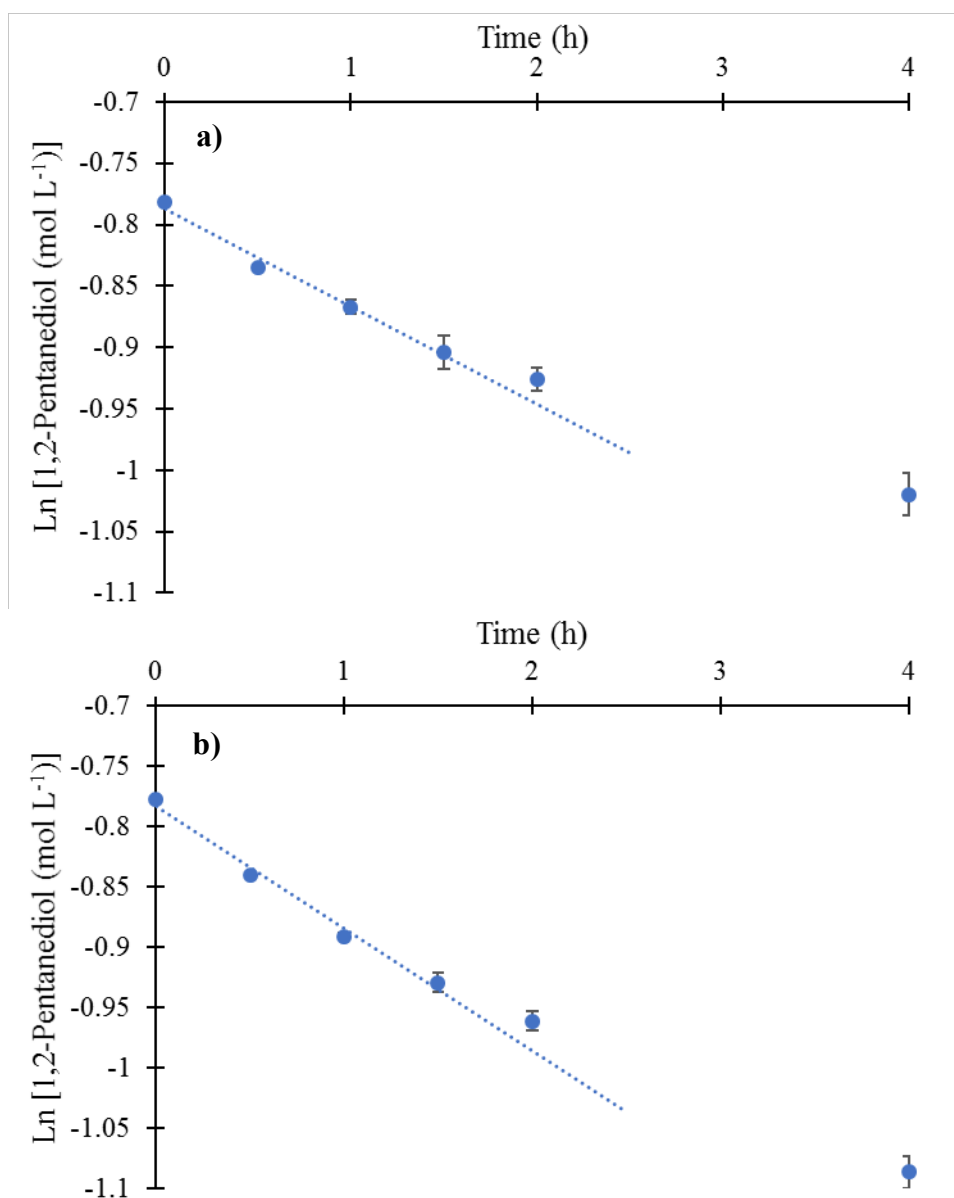 Time (h)
0 1 2 3 4
-0.7
a)
-0.75
-0.8
-0.85
-0.9
-0.95
-1
-1.05
-1.1
Ln [1,2-Pentanediol (mol L⁻¹)]
Time (h)
0 1 2 3 4
-0.7
b)
-0.75
-0.8
-0.85
-0.9
-0.95
-1
-1.05
-1.1
Ln [1,2-Pentanediol (mol L⁻¹)]